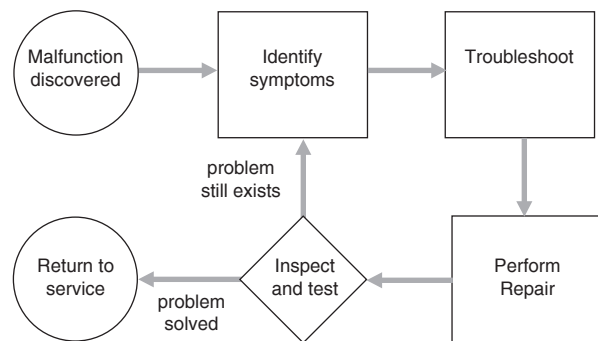 Malfunction
discovered
Identify
symptoms
Troubleshoot
problem
still exists
Return to
service
problem
solved
Inspect
and test
Perform
Repair